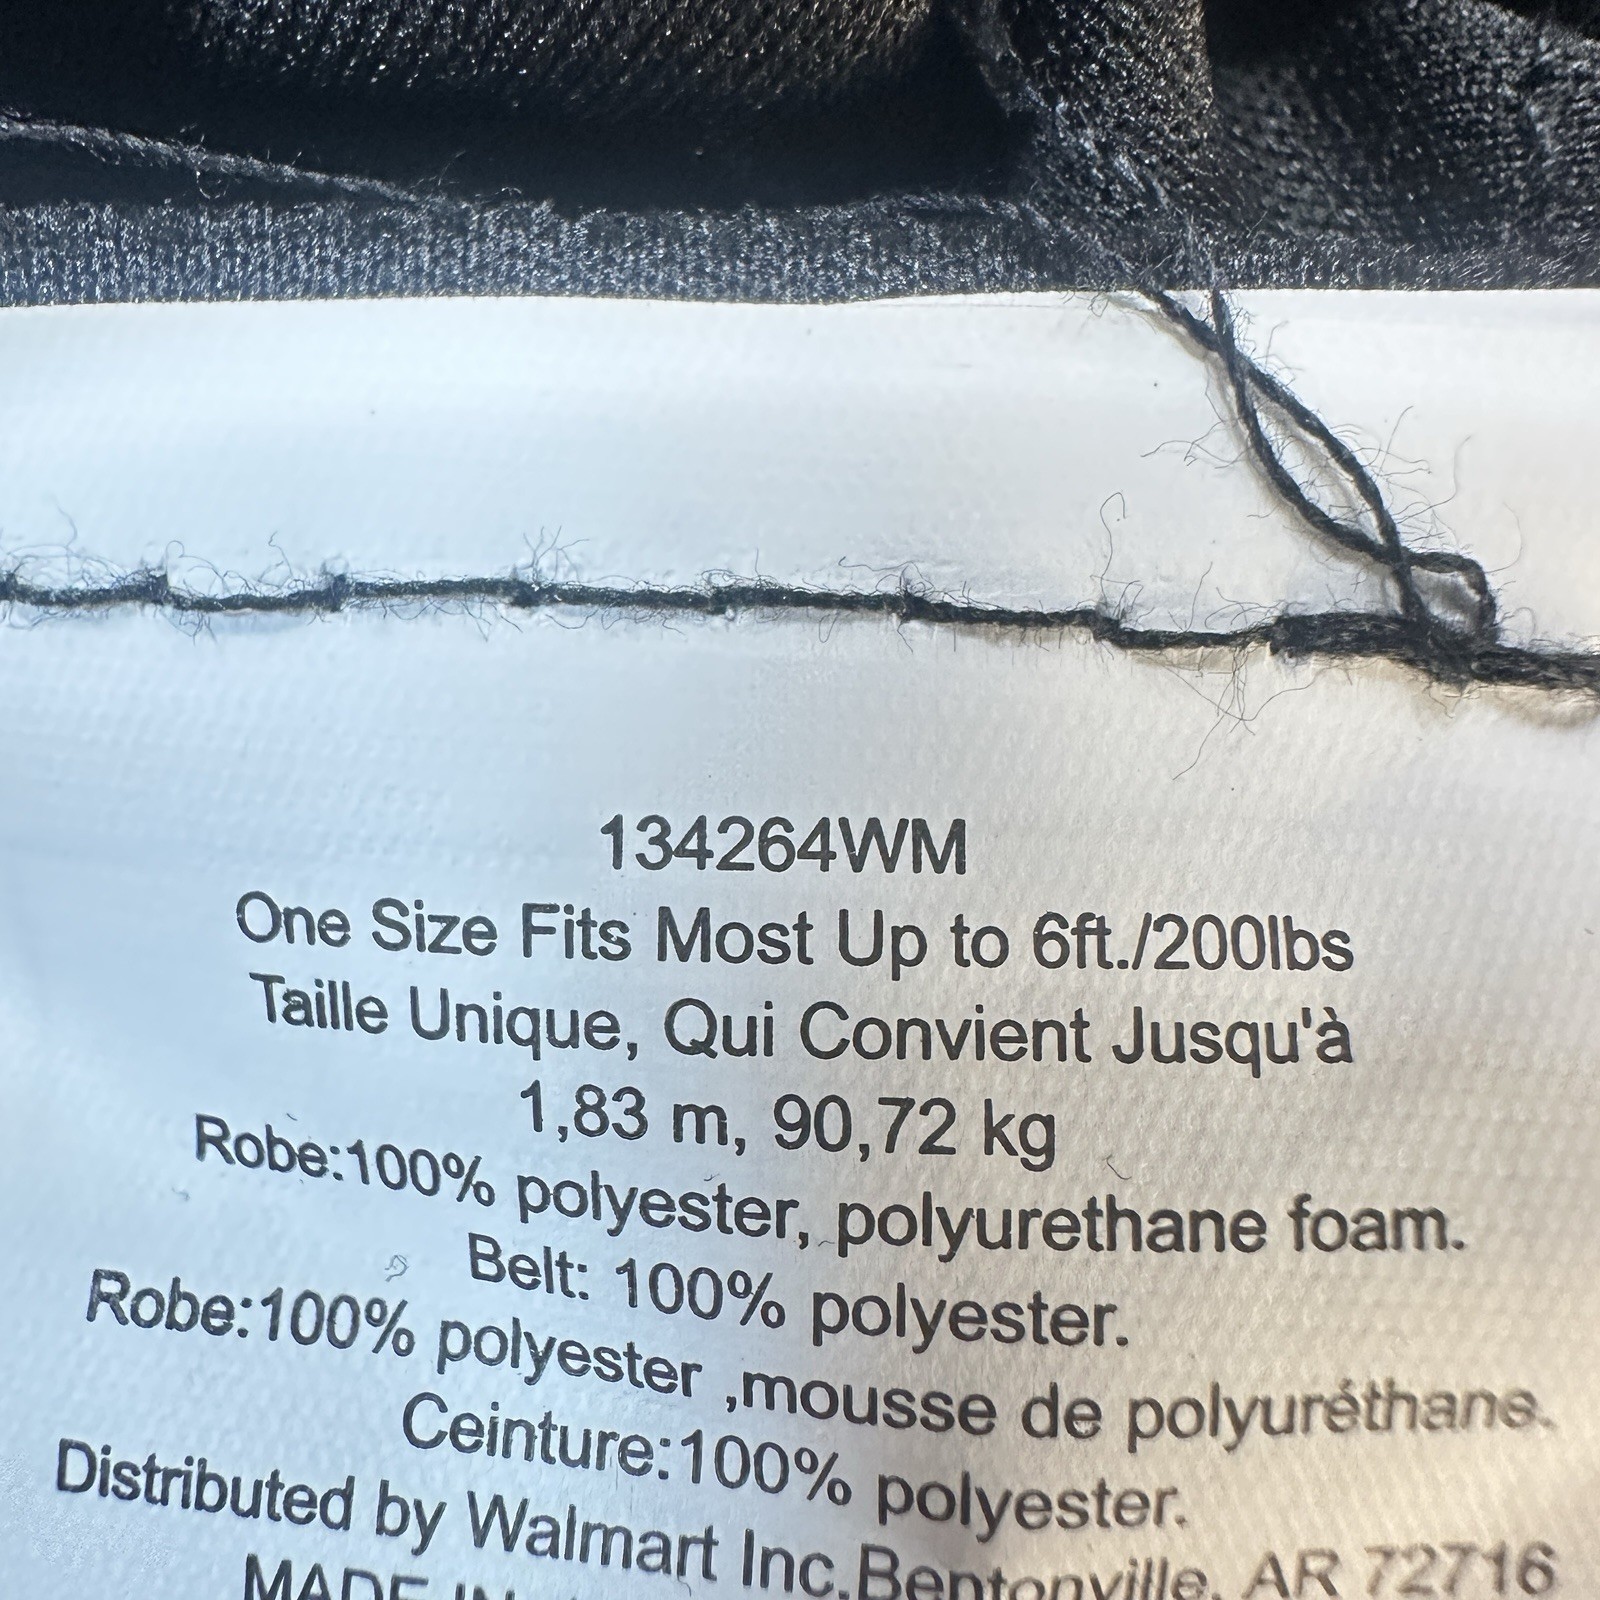 134264WM
One Size Fits Most Up to 6ft./200lbs
Taille Unique, Qui Convient Jusqu'à
1,83 m, 90,72 kg
Robe:100% polyester, polyurethane foam.
Belt: 100% polyester.
Robe:100% polyester ,mousse de polyuréthane.
Ceinture:100% polyester.
Distributed by Walmart Inc.Bentonville, AR 72716
MADE IN